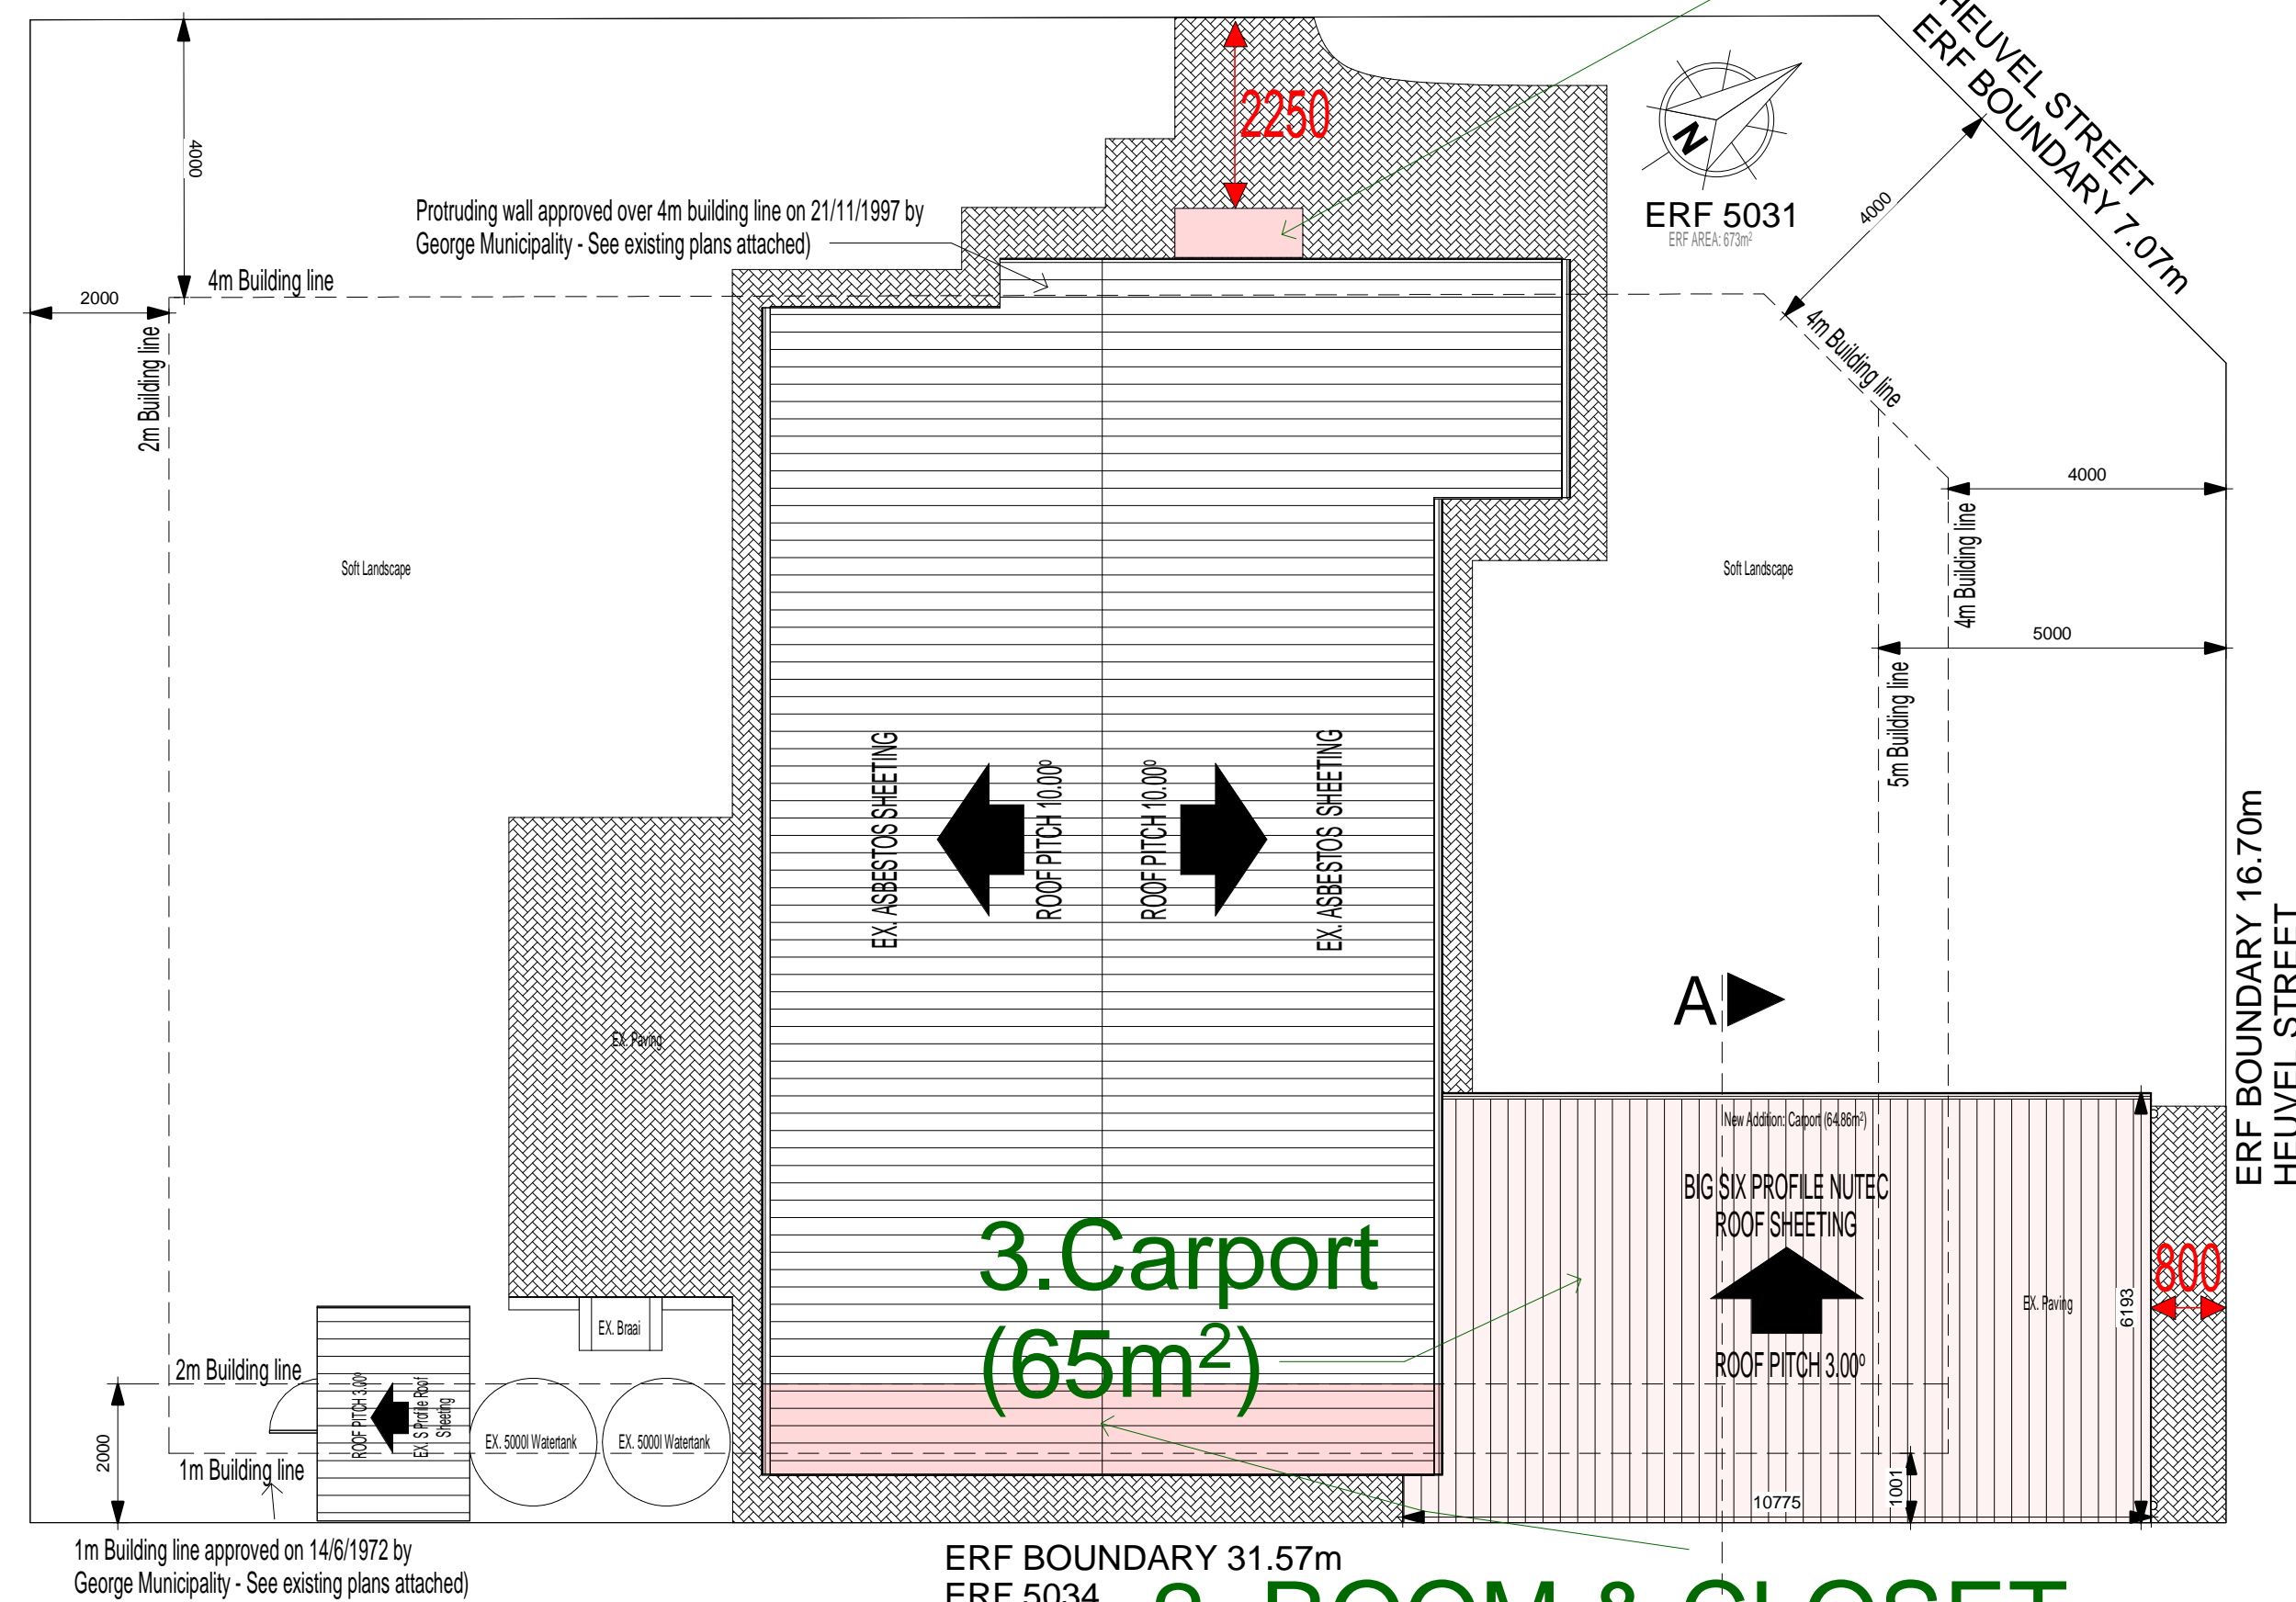 HEUVEL STREET
ERF BOUNDARY 7.07m
2250
N
ERF 5031
ERF AREA: 673m²
4000
4000
Protruding wall approved over 4m building line on 21/11/1997 by
George Municipality - See existing plans attached)
4m Building line
2000
2m Building line
4m Building line
4000
4m Building line
5000
5m Building line
Soft Landscape
Soft Landscape
EX. ASBESTOS SHEETING
ROOF PITCH 10.00º
ROOF PITCH 10.00º
EX. ASBESTOS SHEETING
ERF BOUNDARY 16.70m
HEUVEL STREET
A
EX. Paving
New Addition: Carport (64.86m²)
BIG SIX PROFILE NUTEC
ROOF SHEETING
ROOF PITCH 3.00º
EX. Paving
6193
800
3.Carport
(65m²)
EX. Braai
2m Building line
ROOF PITCH 3.00º
EX. S Profile Roof
Sheeting
EX. 5000l Watertank
EX. 5000l Watertank
2000
1m Building line
10775
1001
1m Building line approved on 14/6/1972 by
George Municipality - See existing plans attached)
ERF BOUNDARY 31.57m
ERF 5034
ROOM & CLOSET